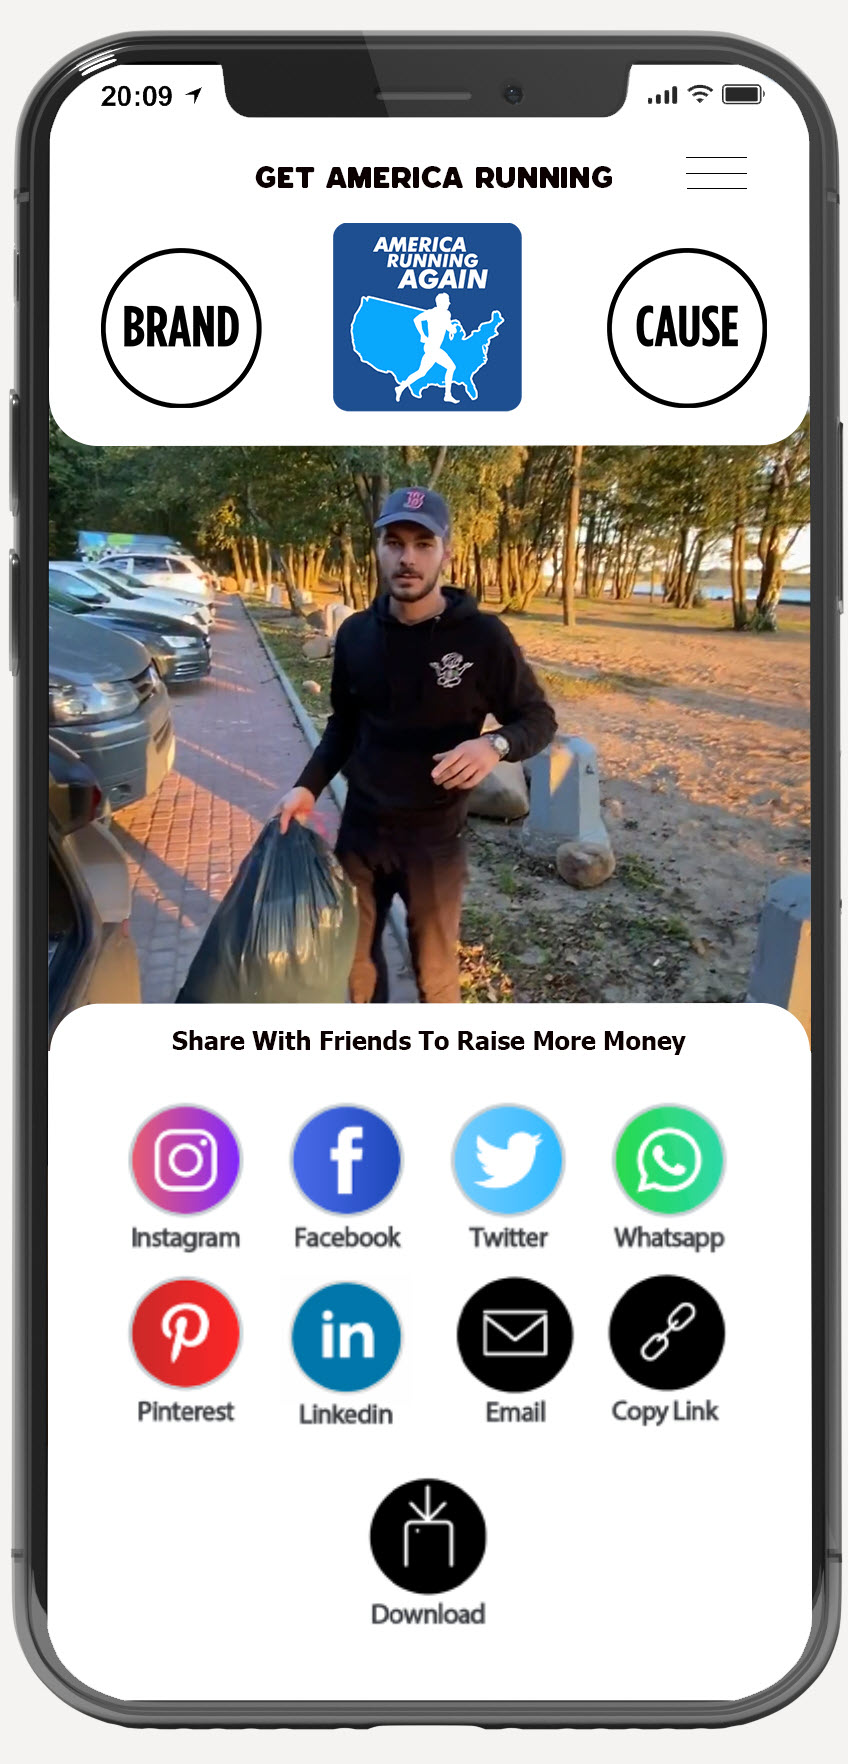 20:09
GET AMERICA RUNNING
BRAND
AMERICA
RUNNING
AGAIN
CAUSE
B
Share With Friends To Raise More Money
Instagram
Facebook
Twitter
Whatsapp
Pinterest
in
Linkedin
Email
Copy Link
Download